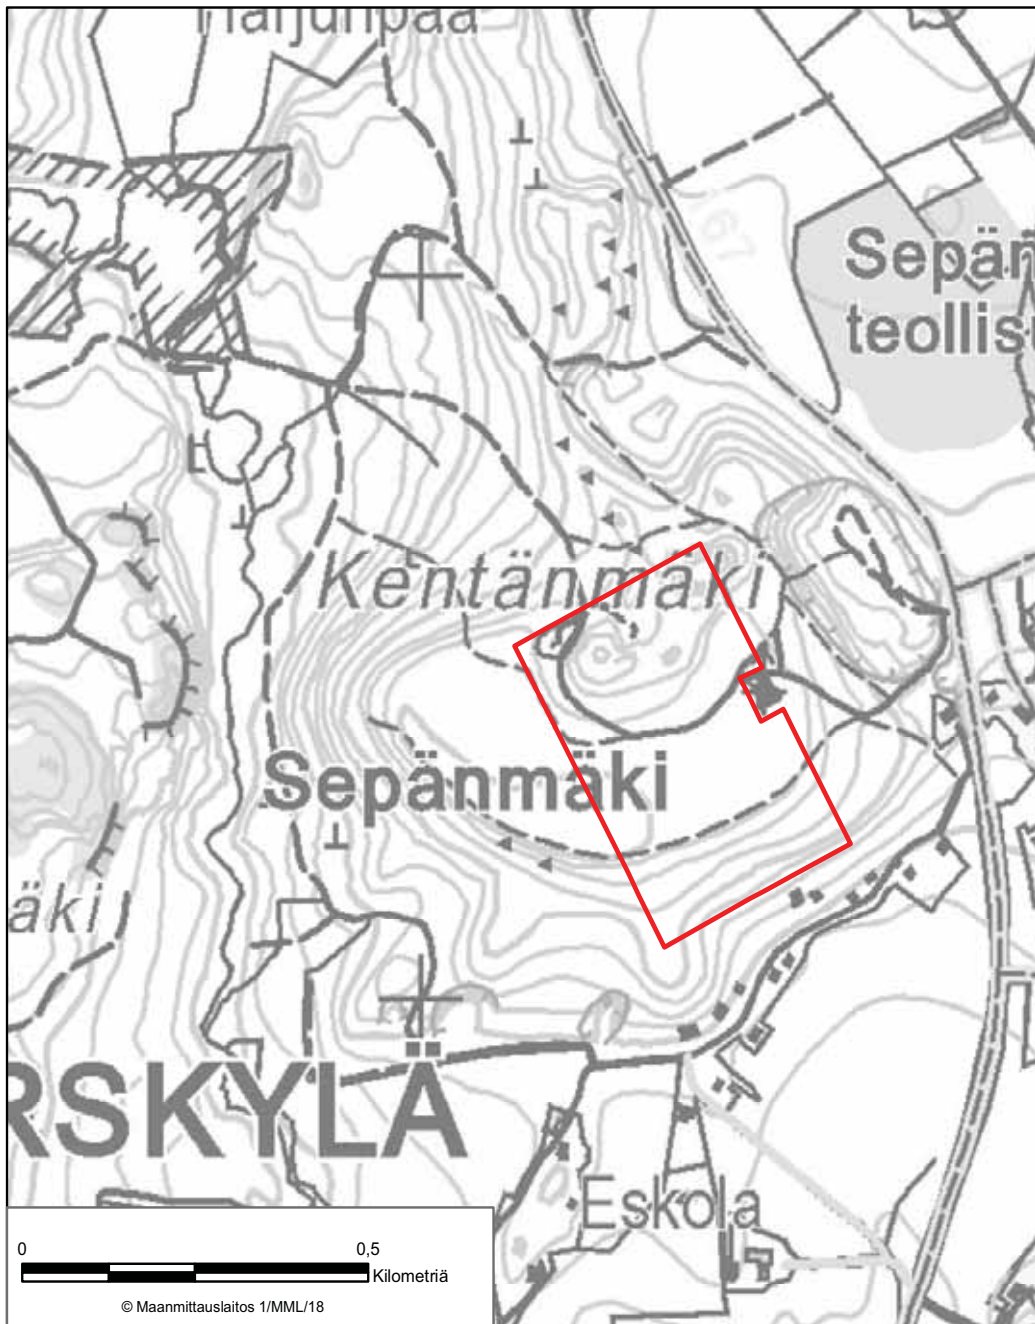 Harjunpää
Sepän
teollis
Kentänmäki
Sepänmäki
äki
RSKYLÄ
Eskola
0 0,5
Kilometriä
© Maanmittauslaitos 1/MML/18